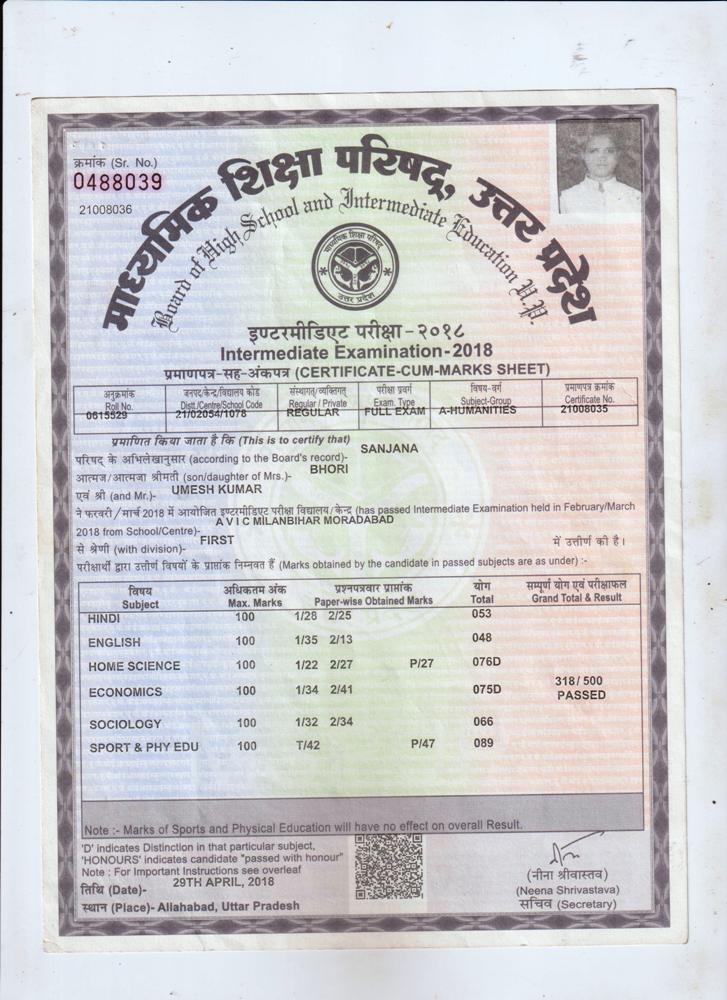 क्रमांक (Sr. No.)
0488039
21008036
माध्यमिक शिक्षा परिषद्, उत्तर प्रदेश
Board of High School and Intermediate Education U.P.
माध्यमिक शिक्षा परिषद्
उत्तर प्रदेश
इण्टरमीडिएट परीक्षा-२०१८
Intermediate Examination-2018
प्रमाणपत्र-सह-अंकपत्र (CERTIFICATE-CUM-MARKS SHEET)
अनुक्रमांक जनपद/केन्द्र/विद्यालय कोड संस्थागत/व्यक्तिगत् परीक्षा प्रवर्ग विषय-वर्ग प्रमाणपत्र क्रमांक
Roll No. Distt./Centre/School Code Regular / Private Exam. Type Subject-Group Certificate No.
0615529 21/02054/1078 REGULAR FULL EXAM A-HUMANITIES 21008035
प्रमाणित किया जाता है कि (This is to certify that)
SANJANA
परिषद के अभिलेखानुसार (according to the Board's record)-
BHORI
आत्मज/आत्मजा श्रीमती (son/daughter of Mrs.)-
UMESH KUMAR
एवं श्री (and Mr.)-
ने फरवरी/मार्च 2018 में आयोजित इण्टरमीडिएट परीक्षा विद्यालय/केन्द्र (has passed Intermediate Examination held in February/March
A V I C MILANBIHAR MORADABAD
2018 from School/Centre)-
FIRST
से श्रेणी (with division)- में उत्तीर्ण की है।
परीक्षार्थी द्वारा उत्तीर्ण विषयों के प्राप्तांक निम्नवत हैं (Marks obtained by the candidate in passed subjects are as under) :-
विषय अधिकतम अंक प्रश्नपत्रवार प्राप्तांक योग सम्पूर्ण योग एवं परीक्षाफल
Subject Max. Marks Paper-wise Obtained Marks Total Grand Total & Result
HINDI 100 1/28 2/25 053
ENGLISH 100 1/35 2/13 048
HOME SCIENCE 100 1/22 2/27 P/27 076D
318/ 500
ECONOMICS 100 1/34 2/41 075D PASSED
SOCIOLOGY 100 1/32 2/34 066
SPORT & PHY EDU 100 T/42 P/47 089
Note :- Marks of Sports and Physical Education will have no effect on overall Result.
'D' indicates Distinction in that particular subject,
'HONOURS' indicates candidate "passed with honour"
Note : For Important Instructions see overleaf
29TH APRIL, 2018
तिथि (Date)-
स्थान (Place)- Allahabad, Uttar Pradesh
(नीना श्रीवास्तव)
(Neena Shrivastava)
सचिव (Secretary)